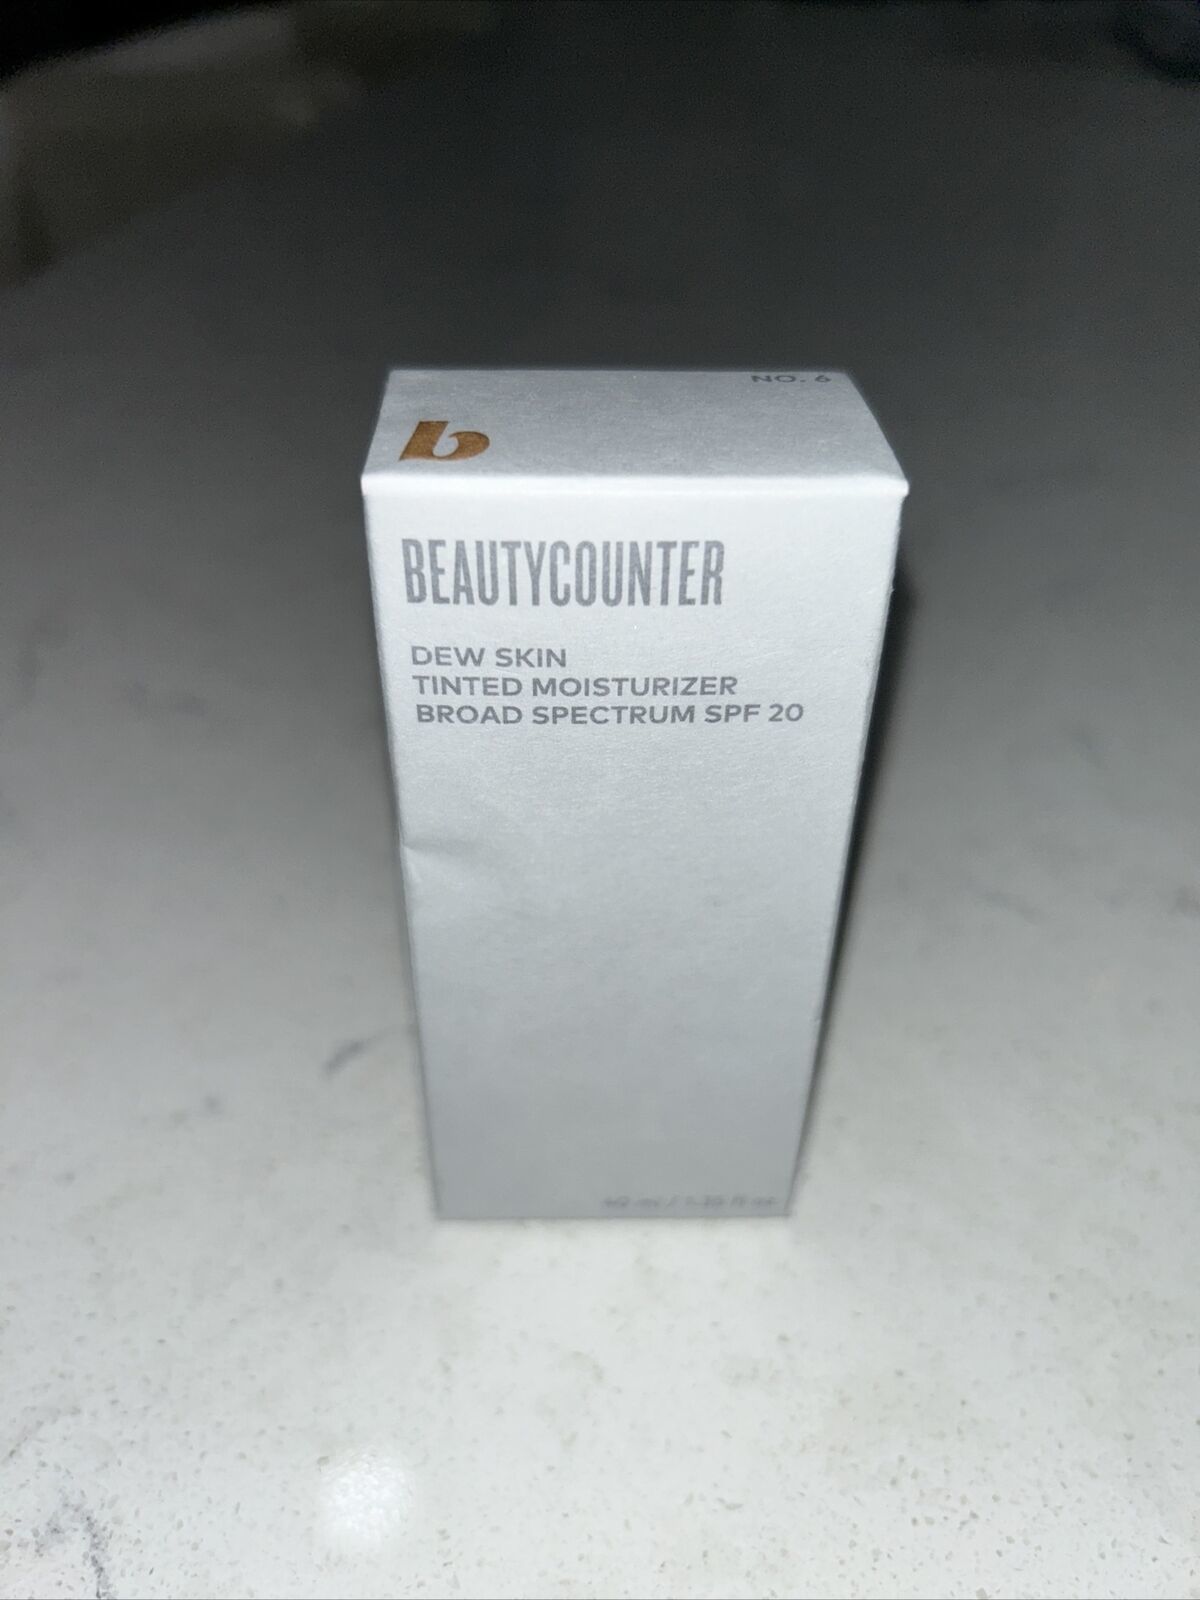 NO. 6
b
BEAUTYCOUNTER
DEW SKIN
TINTED MOISTURIZER
BROAD SPECTRUM SPF 20